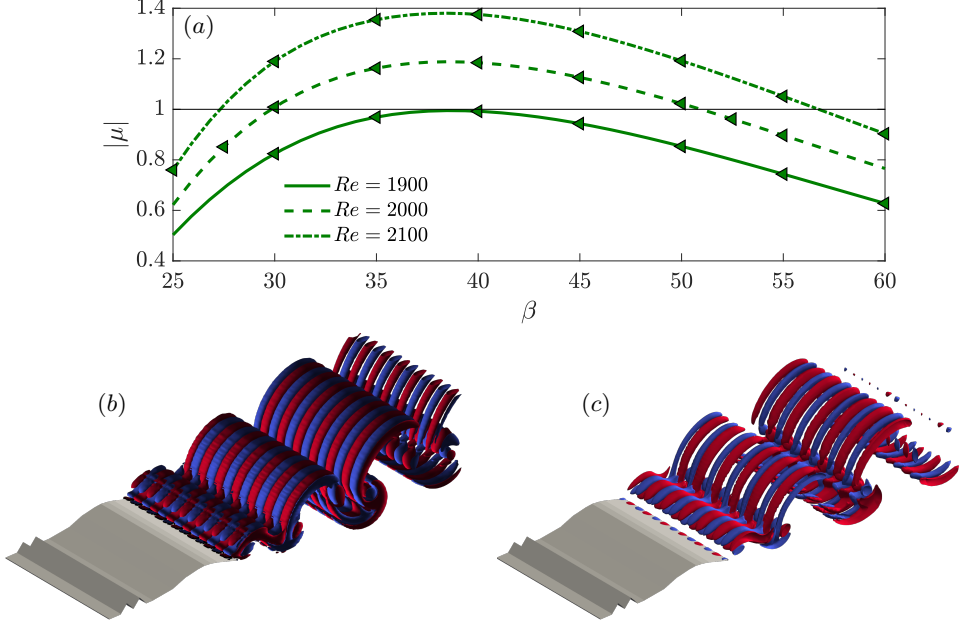 (a)
1.4
1.2
1
0.8
0.6
0.4
|μ|
Re = 1900
Re = 2000
Re = 2100
25 30 35 40 45 50 55 60
β
(b) (c)